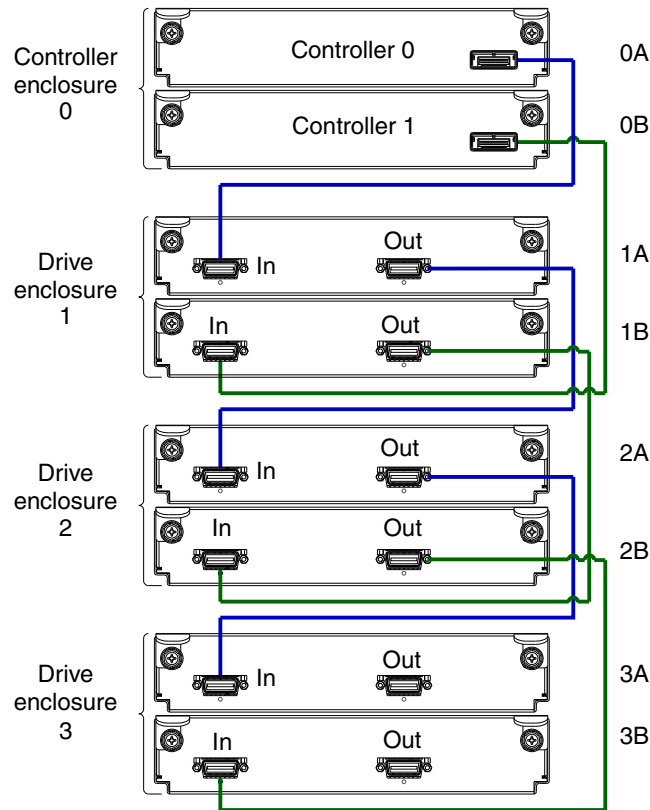 Controller
enclosure
0
Controller 0
0A
Controller 1
0B
Drive
enclosure
1
In
Out
1A
In
Out
1B
Drive
enclosure
2
In
Out
2A
In
Out
2B
Drive
enclosure
3
In
Out
3A
In
Out
3B